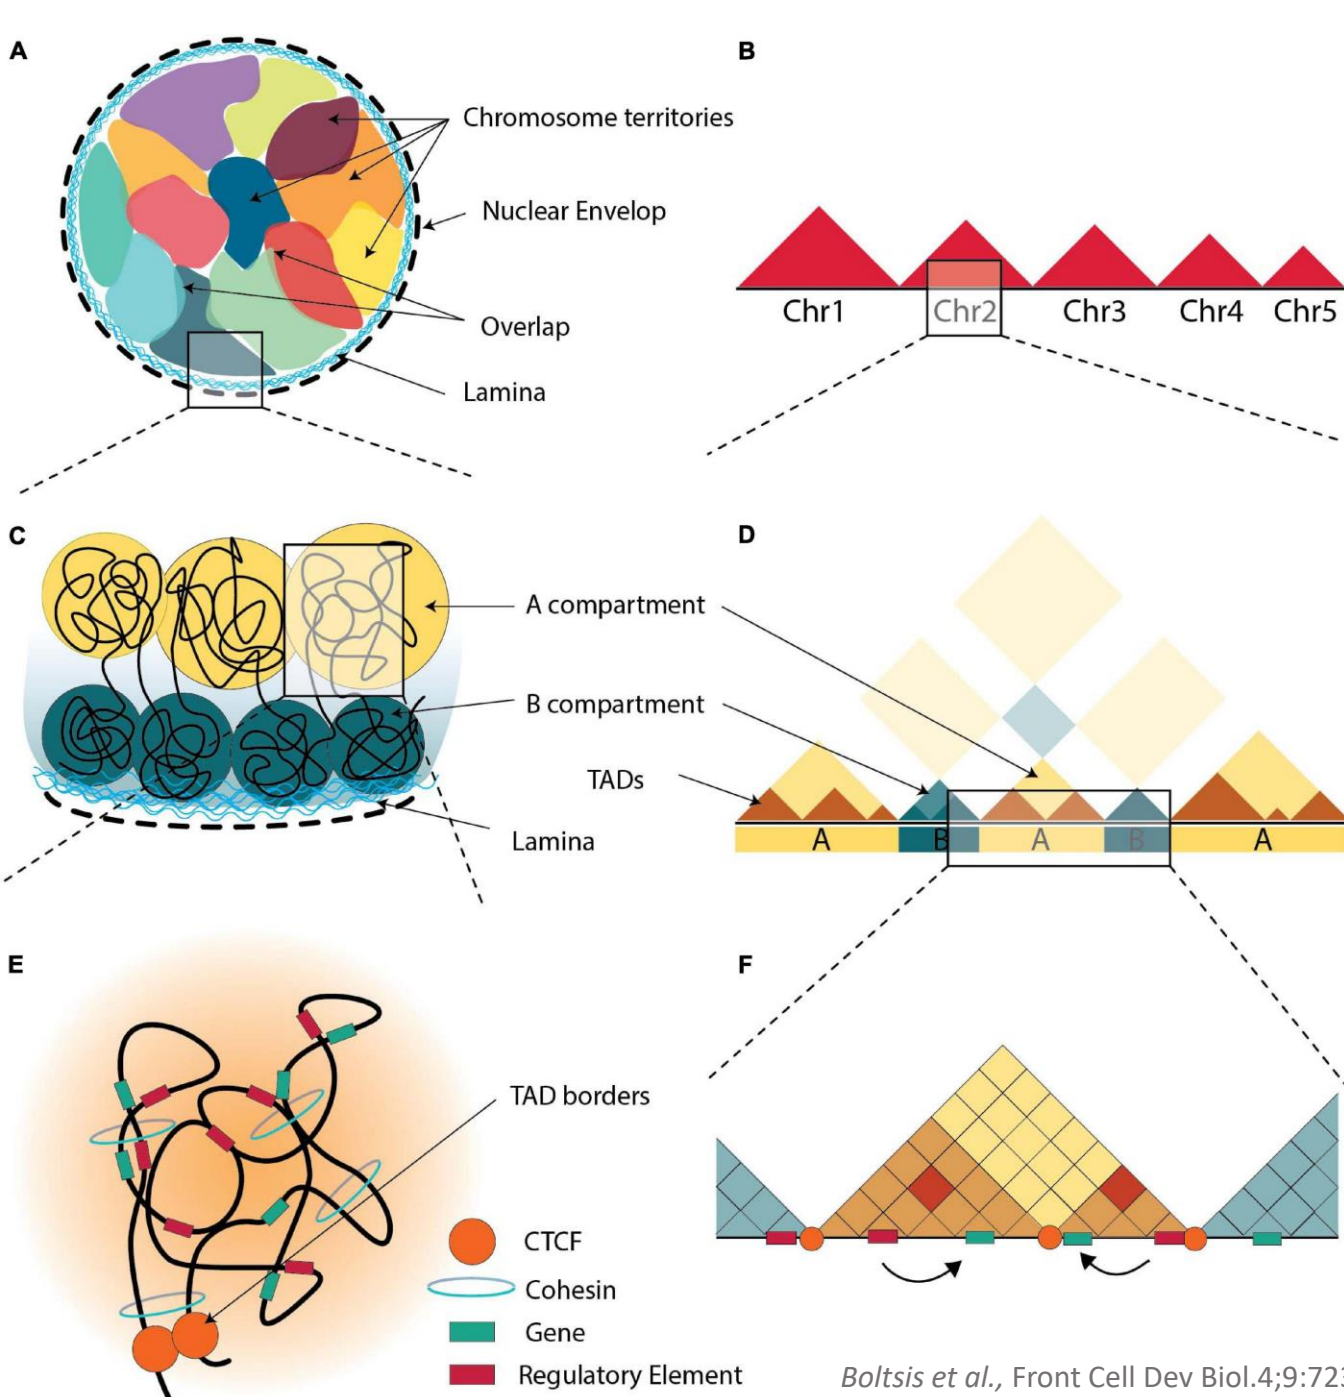 A
B
Chromosome territories
Nuclear Envelop
Overlap
Lamina
Chr1
Chr2
Chr3
Chr4
Chr5
C
D
A compartment
B compartment
TADs
Lamina
A
B
A
B
A
E
F
TAD borders
CTCF
Cohesin
Gene
Regulatory Element
Boltsis et al., Front Cell Dev Biol.4;9:723